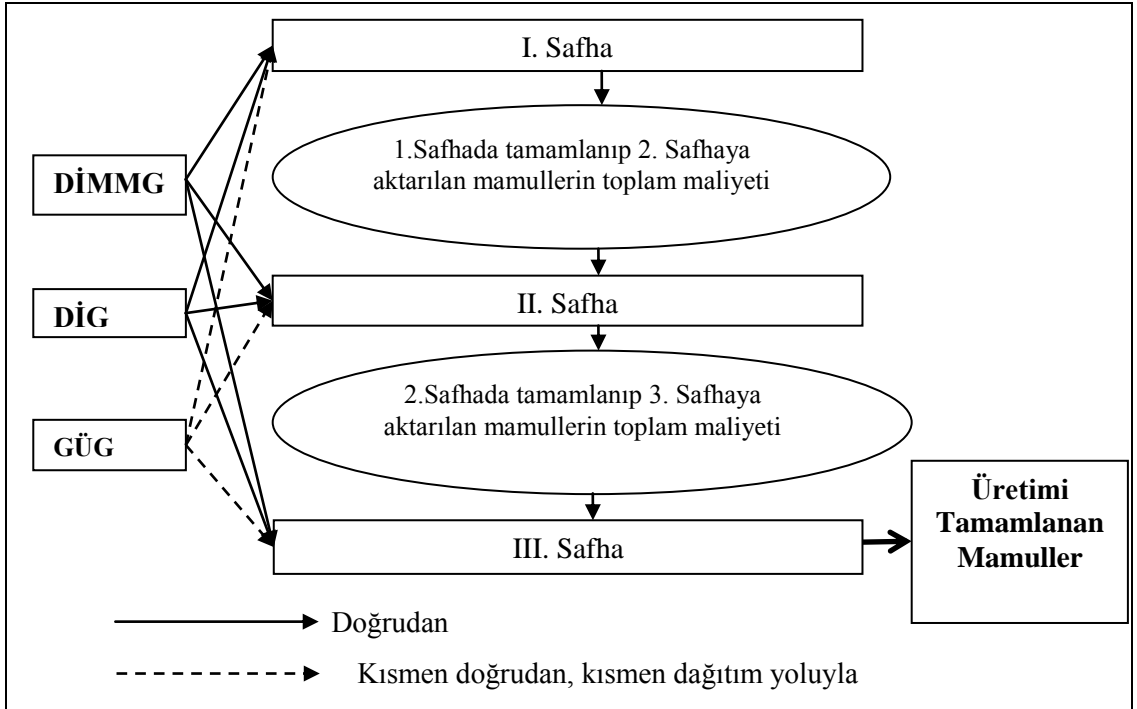 I. Safha
1.Safhada tamamlanıp 2. Safhaya
aktarılan mamullerin toplam maliyeti
DİMMG
DİG
II. Safha
2.Safhada tamamlanıp 3. Safhaya
aktarılan mamullerin toplam maliyeti
GÜG
III. Safha
Üretimi
Tamamlanan
Mamuller
Doğrudan
Kısmen doğrudan, kısmen dağıtım yoluyla